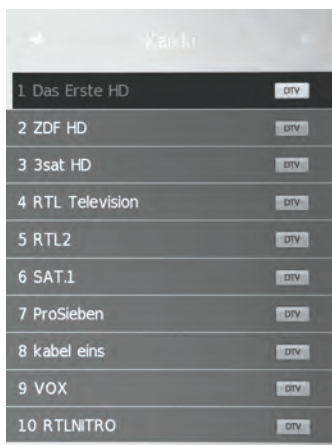 Kaikki
1 Das Erste HD DTV
2 ZDF HD DTV
3 3sat HD DTV
4 RTL Television DTV
5 RTL2 DTV
6 SAT.1 DTV
7 ProSieben DTV
8 kabel eins DTV
9 VOX DTV
10 RTLNITRO DTV